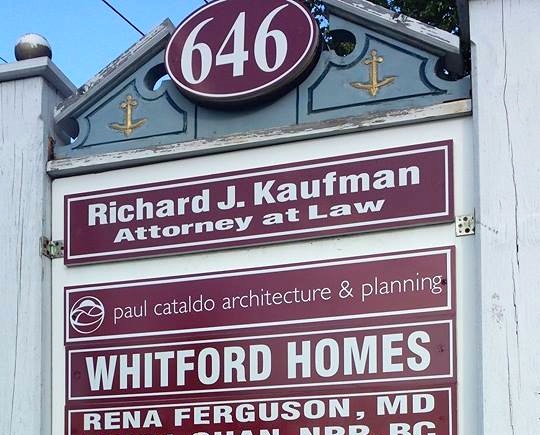 646
Richard J. Kaufman
Attorney at Law
paul cataldo architecture & planning
WHITFORD HOMES
RENA FERGUSON, MD